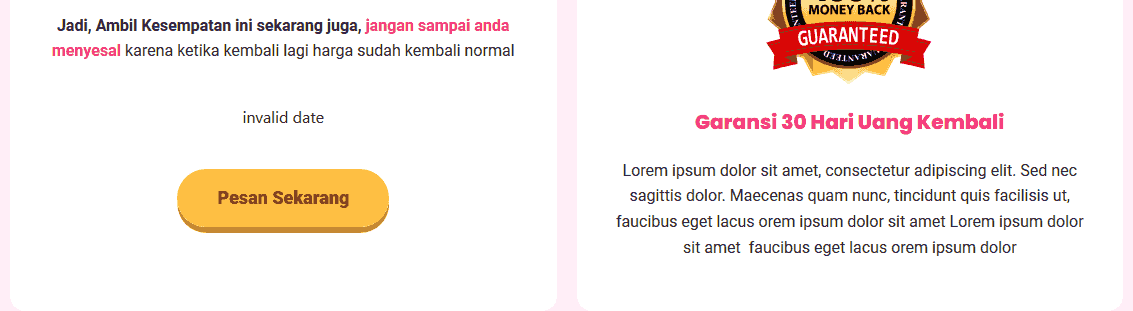 Jadi, Ambil Kesempatan ini sekarang juga, jangan sampai anda
menyesal karena ketika kembali lagi harga sudah kembali normal
invalid date
Pesan Sekarang
MONEY BACK
GUARANTEED
GUARANTEED
Garansi 30 Hari Uang Kembali
Lorem ipsum dolor sit amet, consectetur adipiscing elit. Sed nec
sagittis dolor. Maecenas quam nunc, tincidunt quis facilisis ut,
faucibus eget lacus orem ipsum dolor sit amet Lorem ipsum dolor
sit amet  faucibus eget lacus orem ipsum dolor